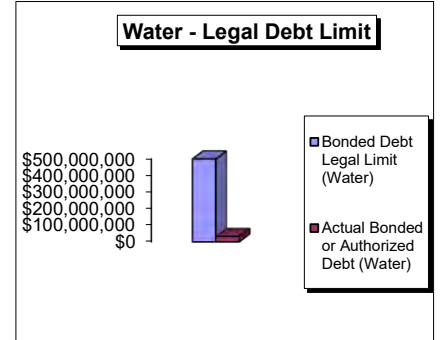 Water - Legal Debt Limit
$500,000,000
$400,000,000
$300,000,000
$200,000,000
$100,000,000
$0
Bonded Debt
Legal Limit
(Water)
Actual Bonded
or Authorized
Debt (Water)